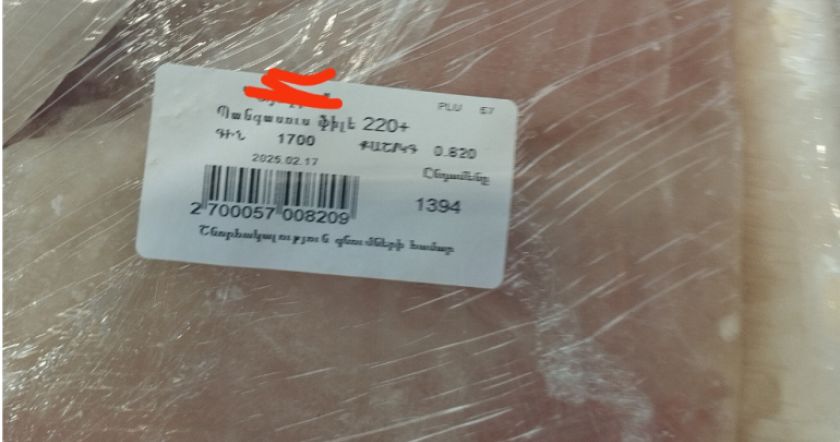 PLU 57
Պանգասուս ֆիլե 220+
ԳԻՆ 1700 ՔԱՇ/ԿԳ 0.820
2025.02.17 Ընդամենը
1394
2 700057 008209
Շնորհակալություն գնումների համար